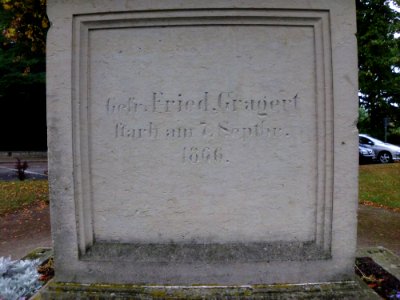 Gefr. Fried. Gragert
starb am 7. Septbr.
1866.